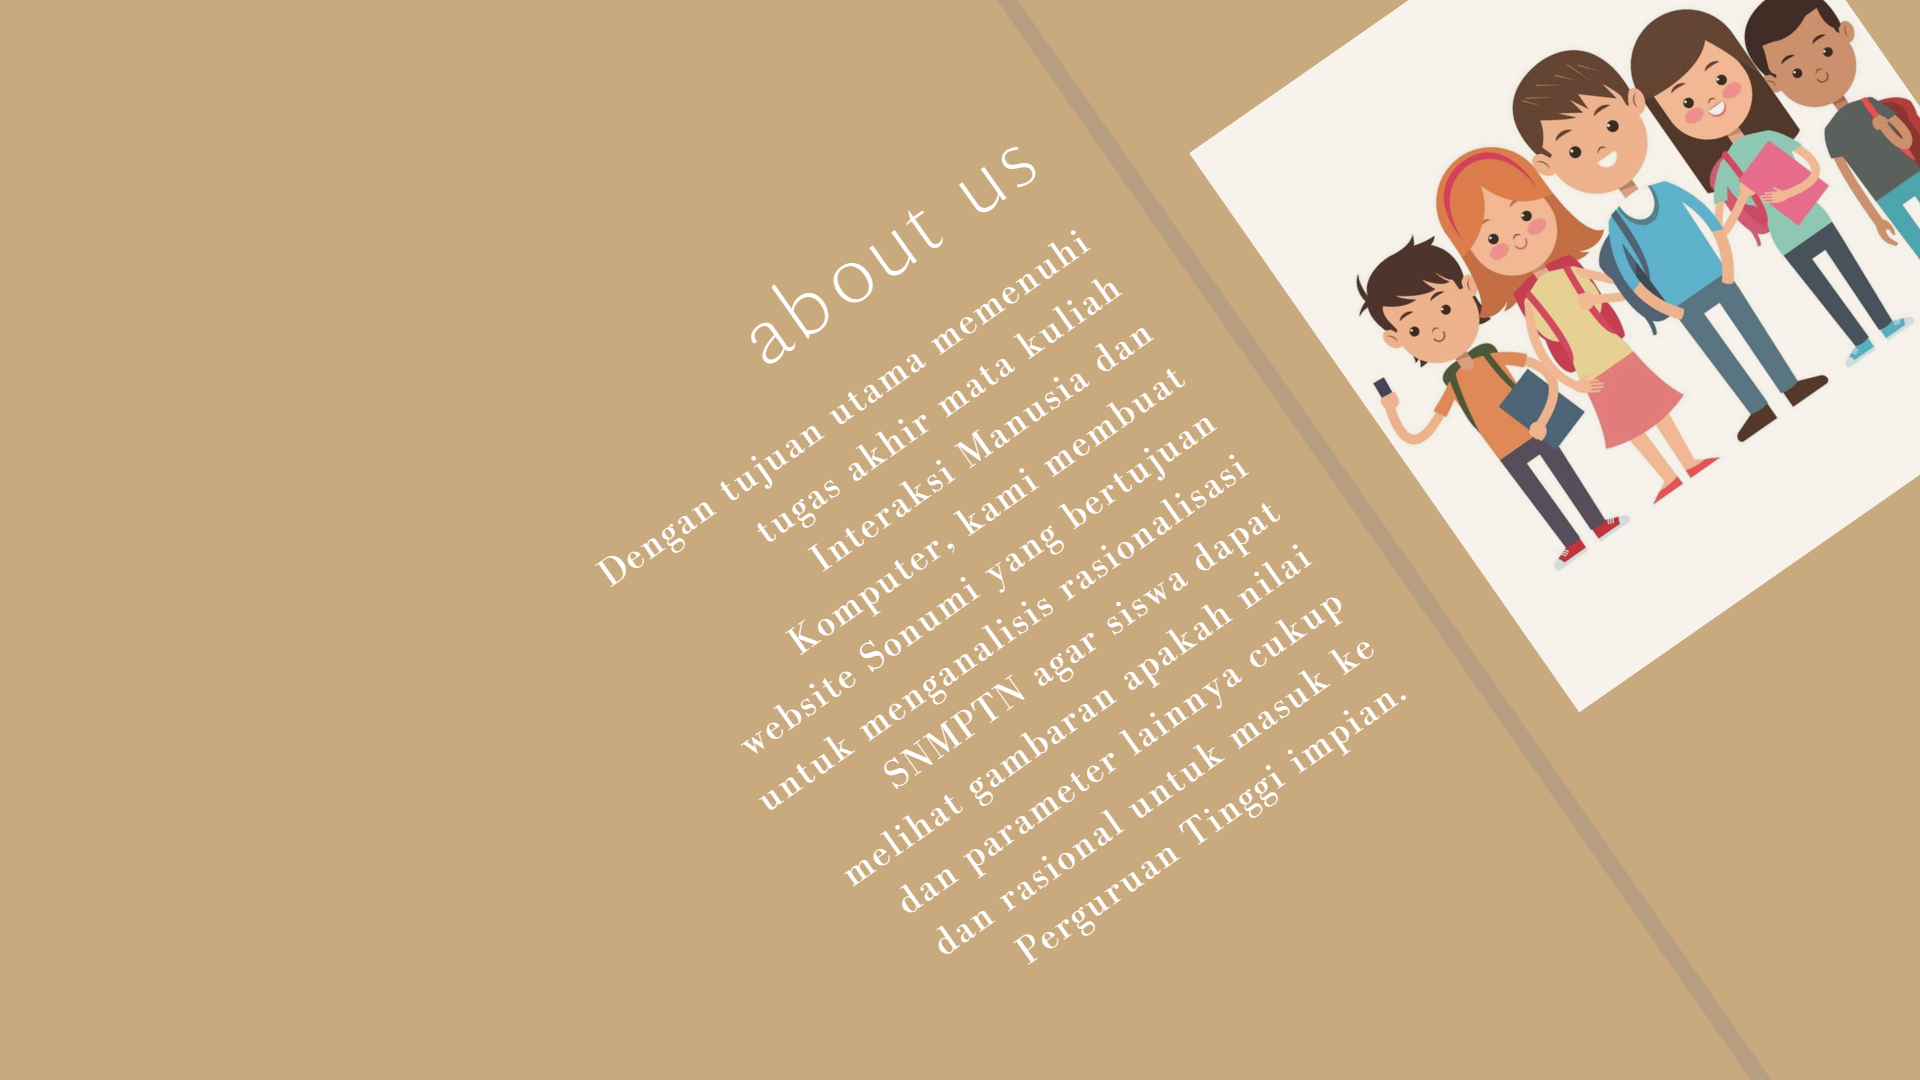 about us
Dengan tujuan utama memenuhi
tugas akhir mata kuliah
Interaksi Manusia dan
Komputer, kami membuat
website Sonumi yang bertujuan
untuk menganalisis rasionalisasi
SNMPTN agar siswa dapat
melihat gambaran apakah nilai
dan parameter lainnya cukup
dan rasional untuk masuk ke
Perguruan Tinggi impian.